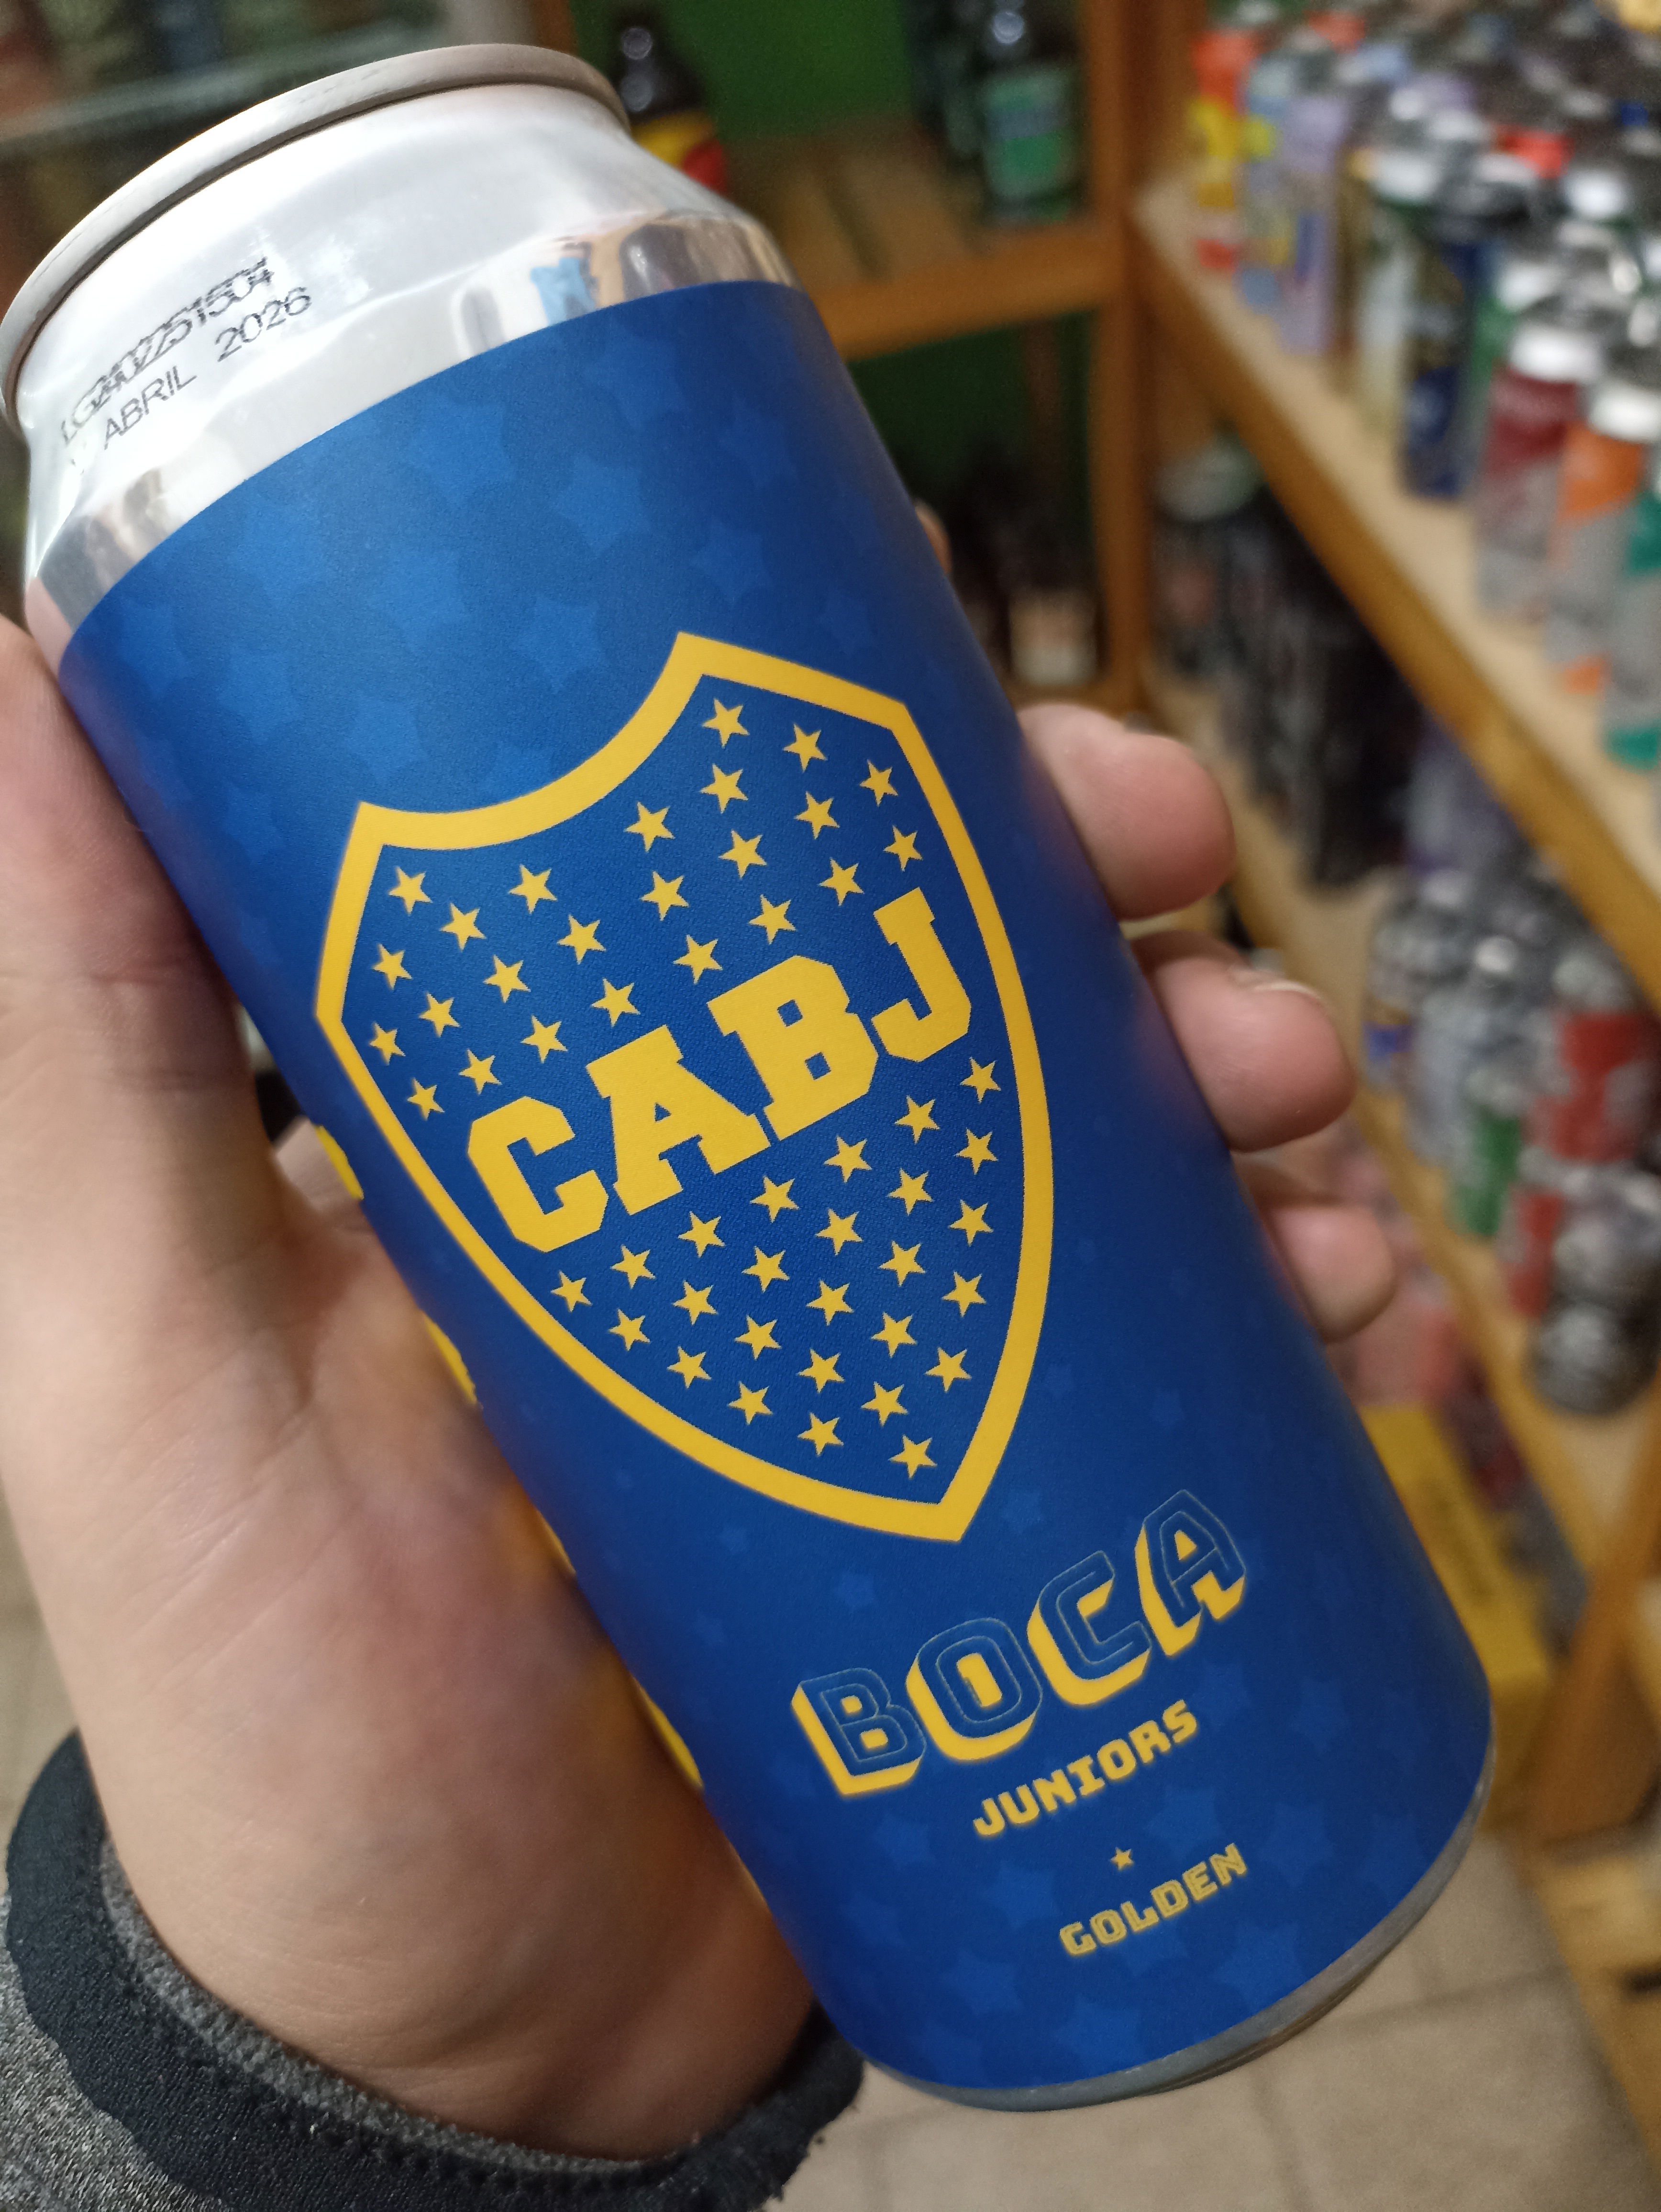 ABRIL 2026
CABJ
BOCA
JUNIORS
GOLDEN